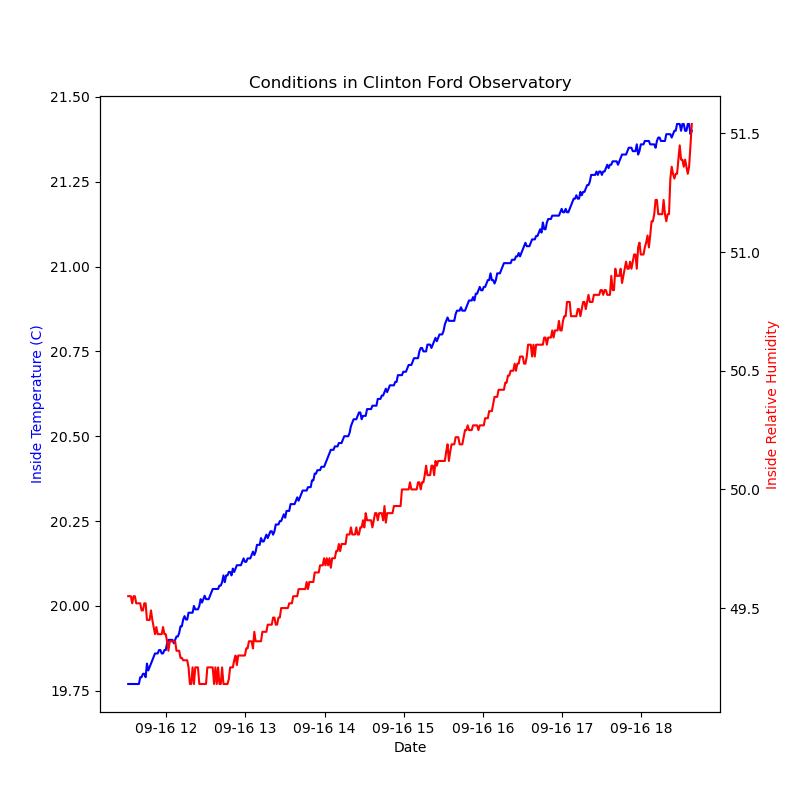 Conditions in Clinton Ford Observatory
21.50
21.25
21.00
20.75
20.50
20.25
20.00
19.75
Inside Temperature (C)
51.5
51.0
50.5
50.0
49.5
Inside Relative Humidity
09-16 12 09-16 13 09-16 14 09-16 15 09-16 16 09-16 17 09-16 18
Date